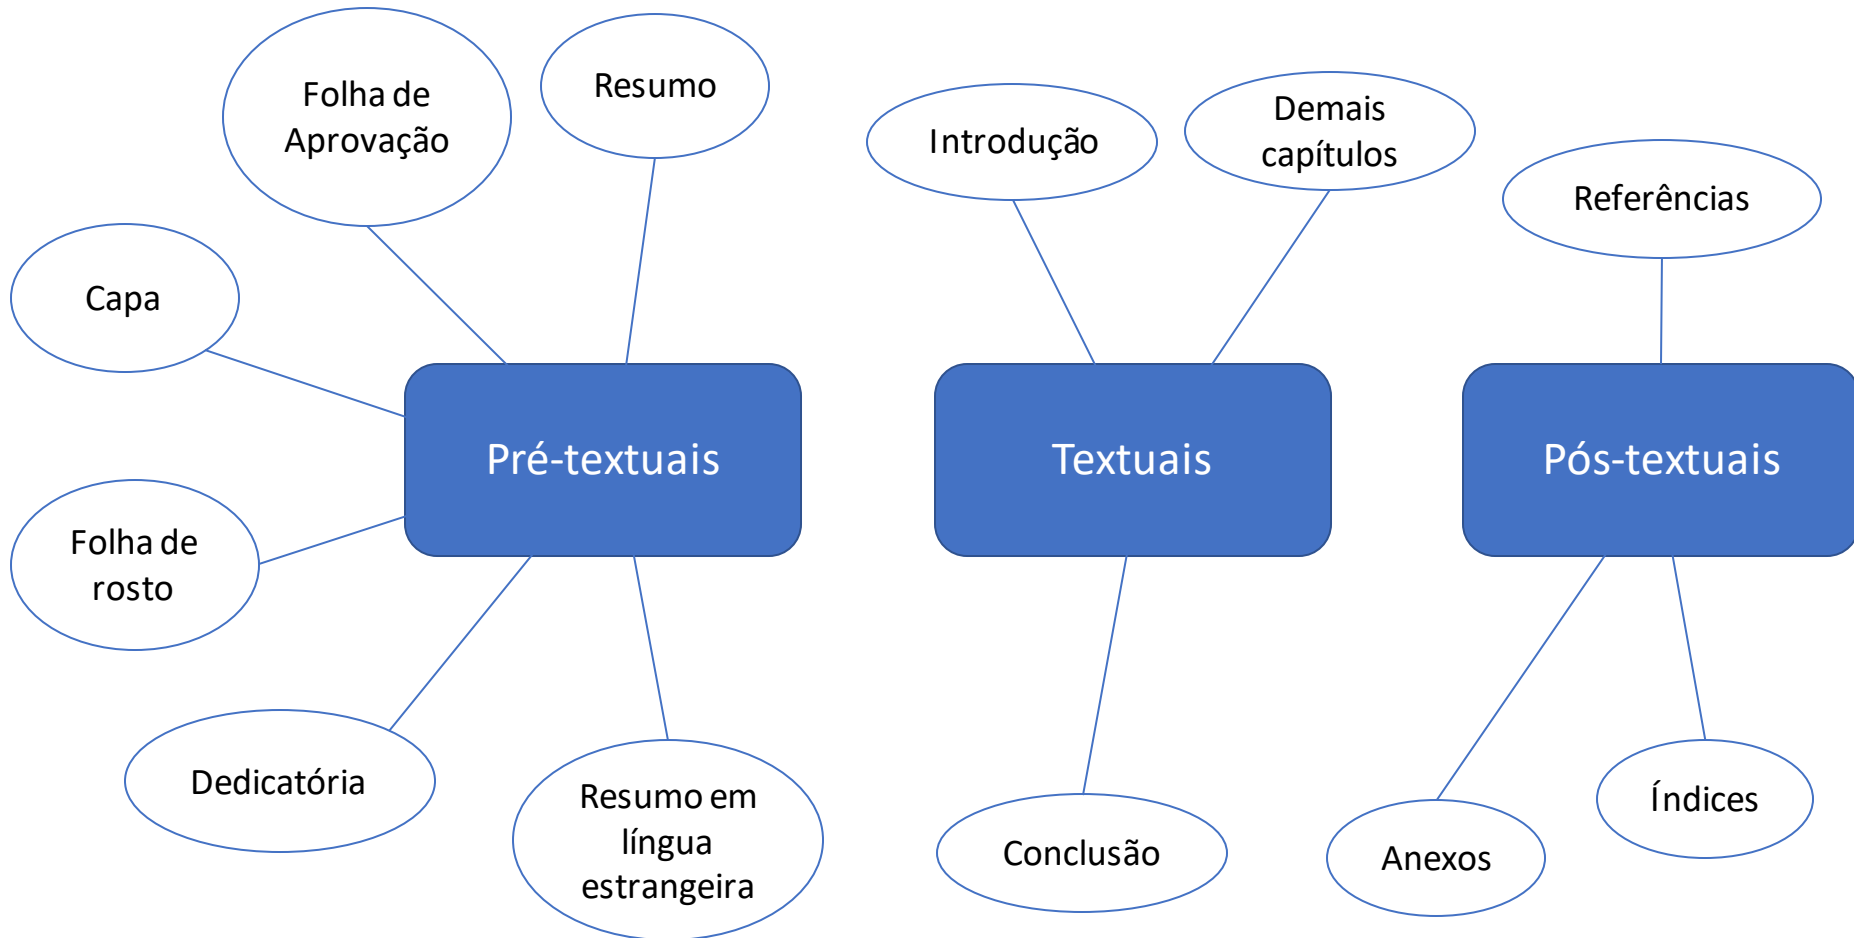 Folha de
Aprovação
Resumo
Introdução
Demais
capítulos
Referências
Capa
Pré-textuais
Textuais
Pós-textuais
Folha de
rosto
Dedicatória
Resumo em
língua
estrangeira
Conclusão
Anexos
Índices